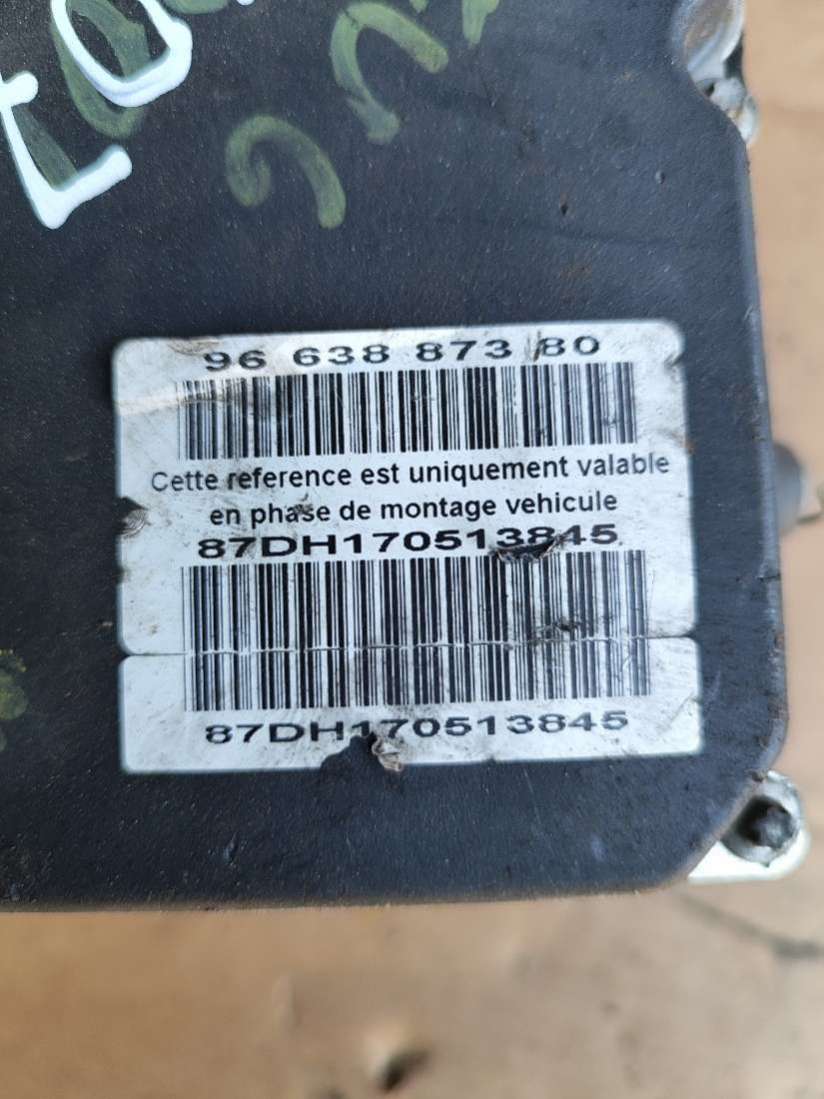 96 638 873 80
Cette reference est uniquement valable
en phase de montage vehicule
87DH170513845
87DH170513845